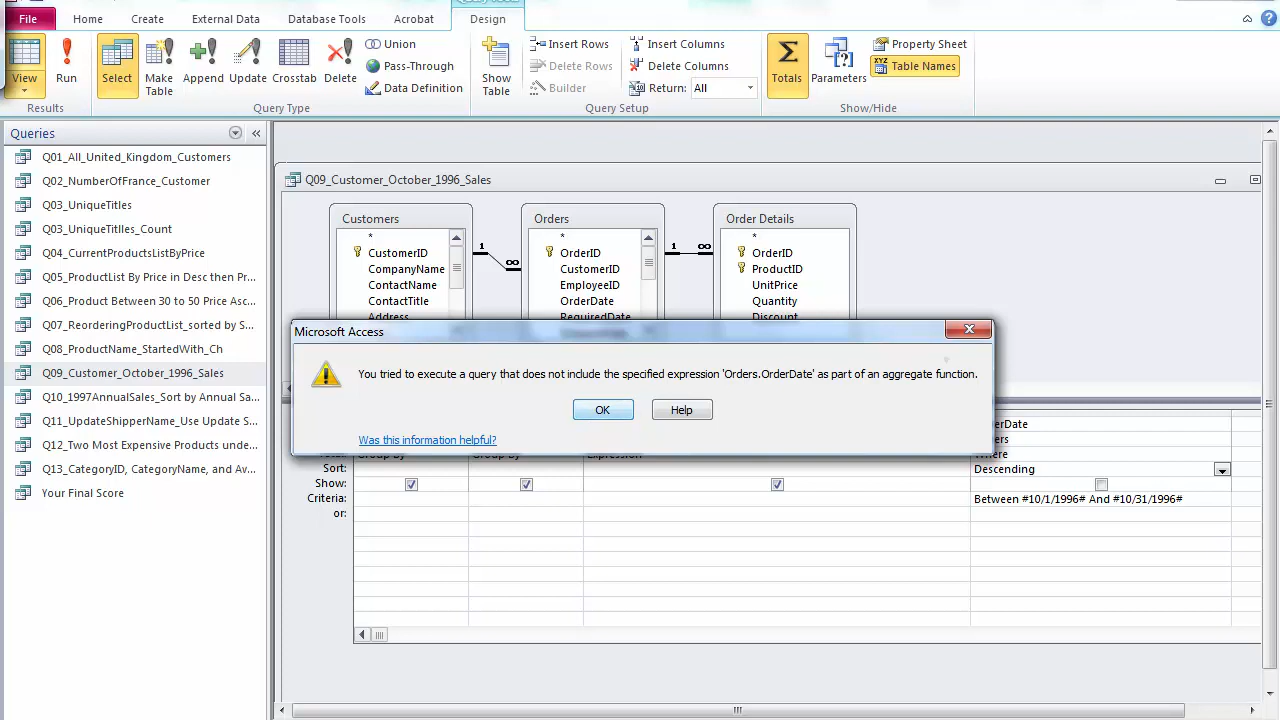 File Home Create External Data Database Tools Acrobat Design
View Run Select Make Table Append Update Crosstab Delete
Union
Pass-Through
Data Definition
Show Table
Insert Rows
Delete Rows
Builder
Insert Columns
Delete Columns
Return: All
Totals Parameters
Property Sheet
Table Names
Results Query Type Query Setup Show/Hide
Queries
Q01_All_United_Kingdom_Customers
Q02_NumberOfFrance_Customer
Q03_UniqueTitles
Q03_UniqueTitlles_Count
Q04_CurrentProductsListByPrice
Q05_ProductList By Price in Desc then Pr...
Q06_Product Between 30 to 50 Price Asc...
Q07_ReorderingProductList_sorted by S...
Q08_ProductName_StartedWith_Ch
Q09_Customer_October_1996_Sales
Q10_1997AnnualSales_Sort by Annual Sa...
Q11_UpdateShipperName_Use Update S...
Q12_Two Most Expensive Products unde...
Q13_CategoryID, CategoryName, and Av...
Your Final Score
Q09_Customer_October_1996_Sales
Customers
*
CustomerID
CompanyName
ContactName
ContactTitle
Address
1 ∞
Orders
*
OrderID
CustomerID
EmployeeID
OrderDate
RequiredDate
1 ∞
Order Details
*
OrderID
ProductID
UnitPrice
Quantity
Discount
Microsoft Access
You tried to execute a query that does not include the specified expression 'Orders.OrderDate' as part of an aggregate function.
OK Help
Was this information helpful?
Sort: Descending
Show:
Criteria: Between #10/1/1996# And #10/31/1996#
or: